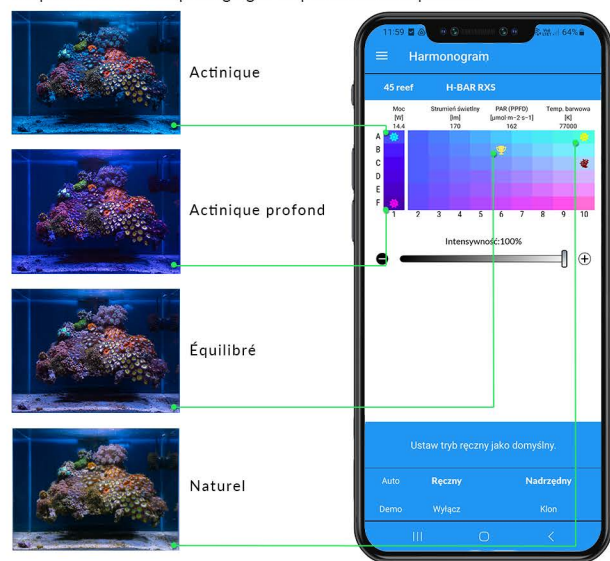 Actinique
Actinique profond
Équilibré
Naturel
11:59
64%
Harmonogram
45 reef H-BAR RX5
Moc Strumień świetlny PAR (PPFD) Temp. barwowa
[W] [lm] [μmol·m-2·s-1] [K]
14.4 170 162 77000
A
B
C
D
E
F
1 2 3 4 5 6 7 8 9 10
Intensywność:100%
Ustaw tryb ręczny jako domyślny.
Auto Ręczny Nadrzędny
Demo Wyłącz Klon